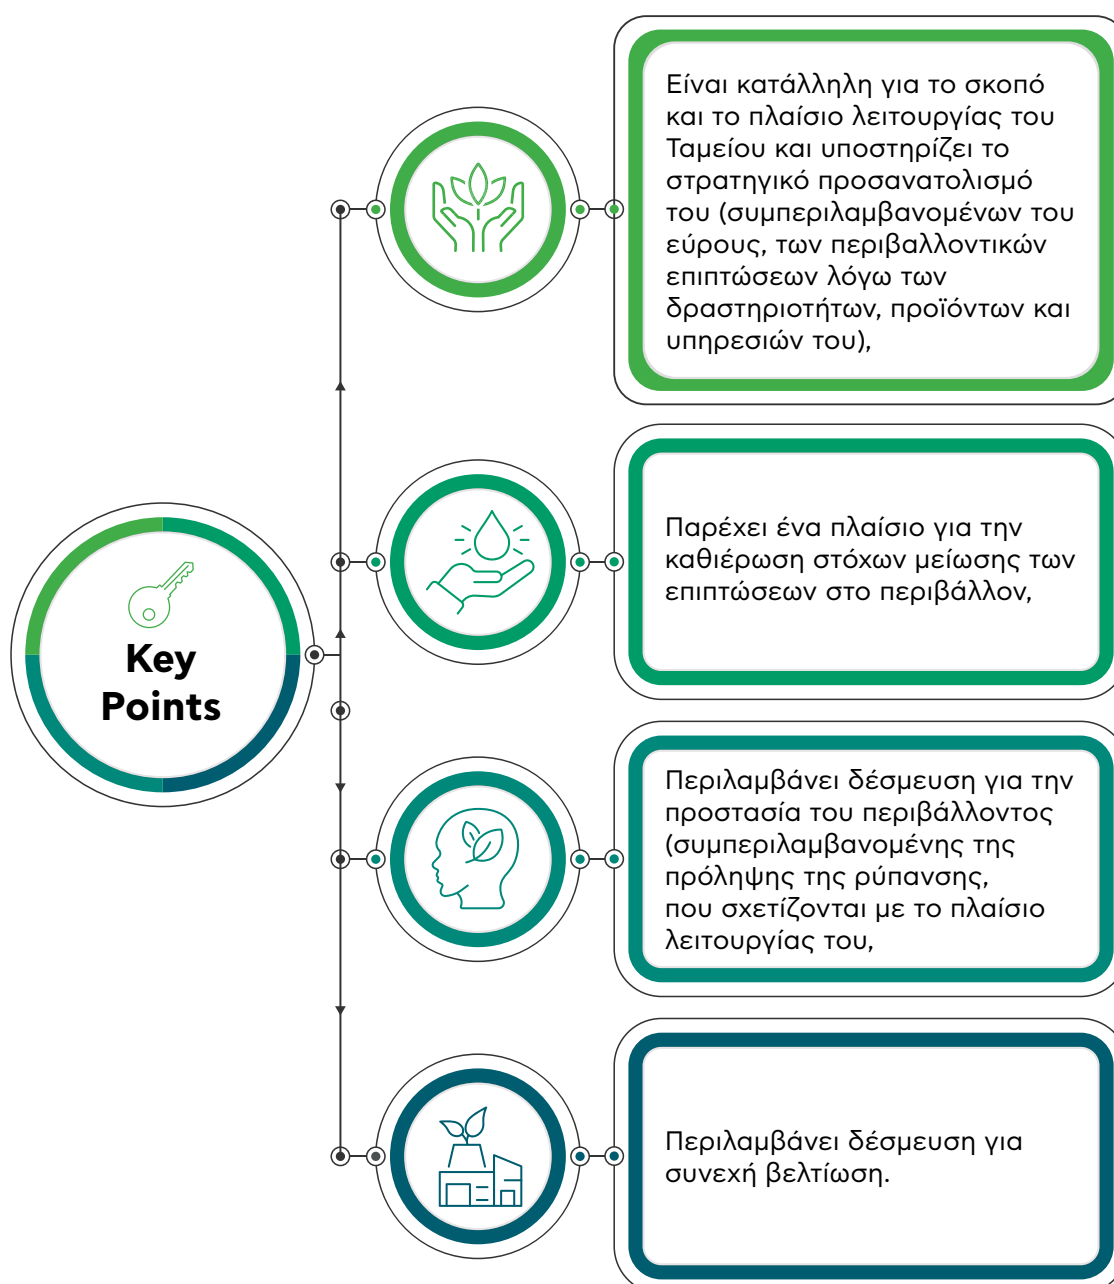 Key
Points
Είναι κατάλληλη για το σκοπό
και το πλαίσιο λειτουργίας του
Ταμείου και υποστηρίζει το
στρατηγικό προσανατολισμό
του (συμπεριλαμβανομένων του
εύρους, των περιβαλλοντικών
επιπτώσεων λόγω των
δραστηριοτήτων, προϊόντων και
υπηρεσιών του),
Παρέχει ένα πλαίσιο για την
καθιέρωση στόχων μείωσης των
επιπτώσεων στο περιβάλλον,
Περιλαμβάνει δέσμευση για την
προστασία του περιβάλλοντος
(συμπεριλαμβανομένης της
πρόληψης της ρύπανσης,
που σχετίζονται με το πλαίσιο
λειτουργίας του,
Περιλαμβάνει δέσμευση για
συνεχή βελτίωση.